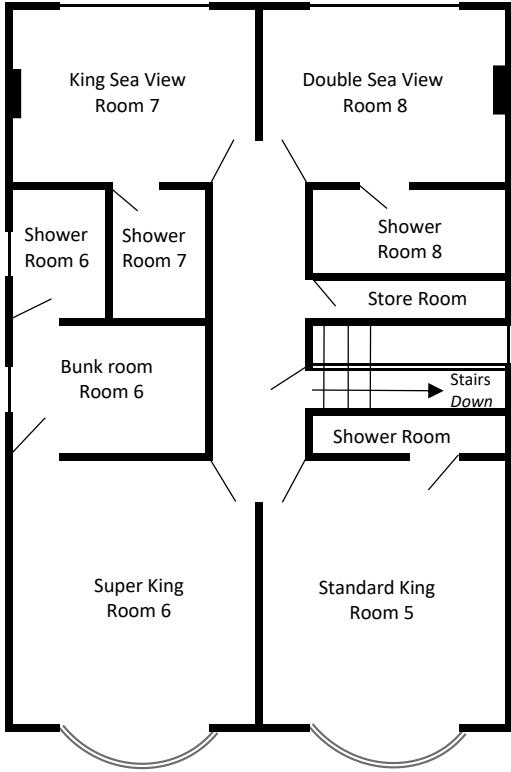 King Sea View
Room 7
Double Sea View
Room 8
Shower
Room 6
Shower
Room 7
Shower
Room 8
Store Room
Bunk room
Room 6
Stairs
Down
Shower Room
Super King
Room 6
Standard King
Room 5